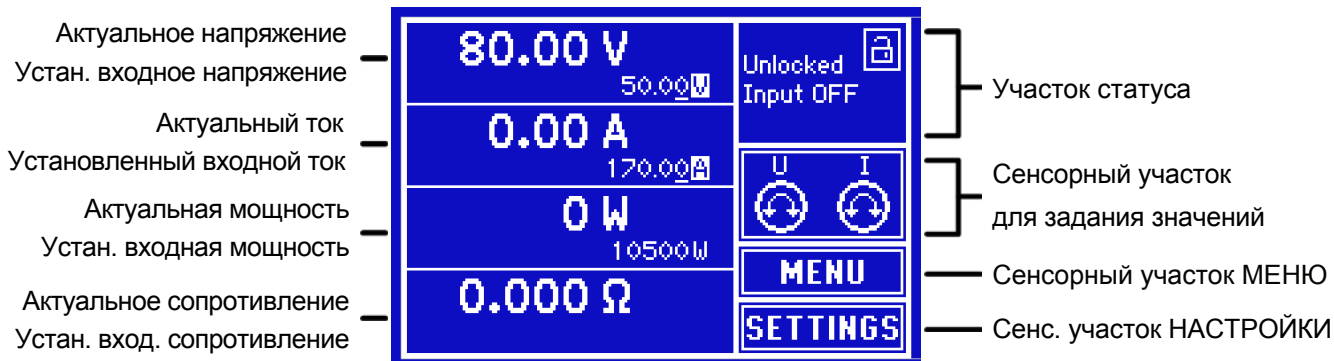 Актуальное напряжение
Устан. входное напряжение
Актуальный ток
Установленный входной ток
Актуальная мощность
Устан. входная мощность
Актуальное сопротивление
Устан. вход. сопротивление
80.00 V
50.00V
0.00 A
170.00A
0 W
10500W
0.000 Ω
Unlocked
Input OFF
U I
MENU
SETTINGS
Участок статуса
Сенсорный участок
для задания значений
Сенсорный участок МЕНЮ
Сенс. участок НАСТРОЙКИ